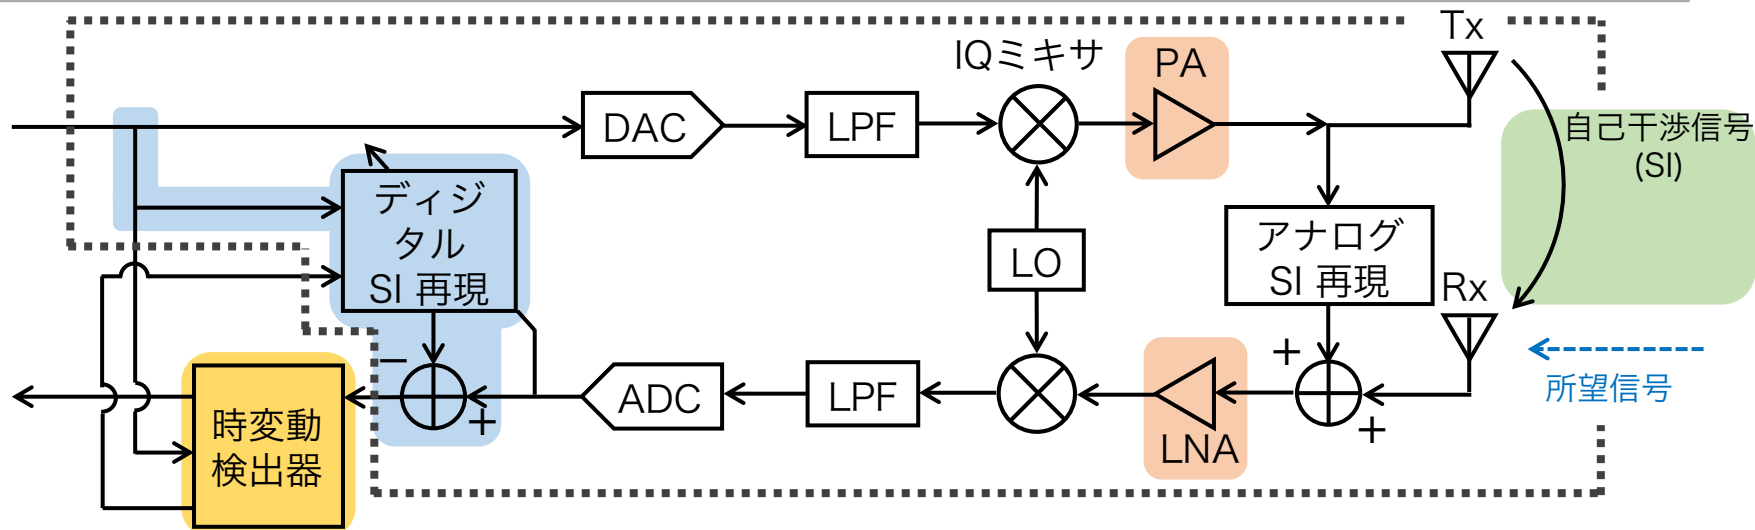 Tx
IQミキサ
PA
DAC
LPF
自己干渉信号
(SI)
ディジ
タル
SI 再現
LO
アナログ
SI 再現
Rx
+
−
+
+
ADC
LPF
LNA
所望信号
時変動
検出器